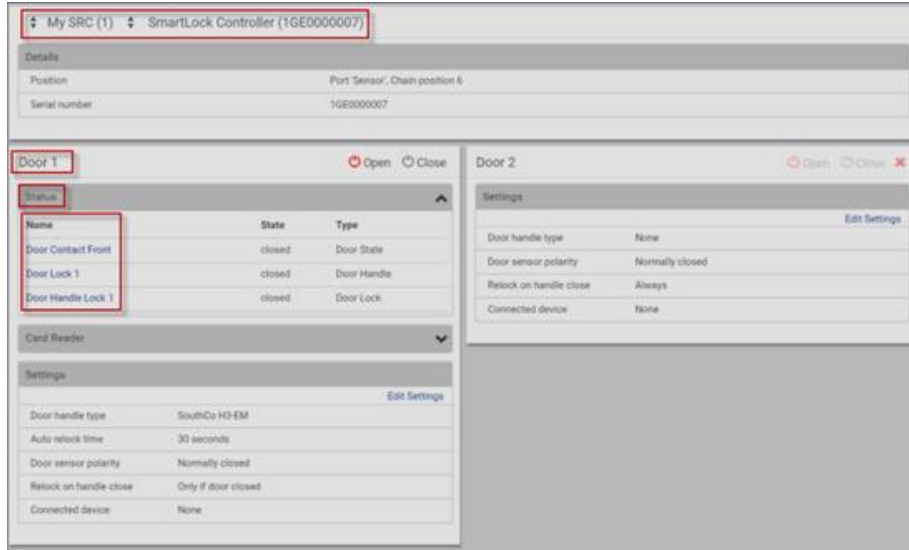 My SRC (1) SmartLock Controller (1GE0000007)
Details
Position Port 'Sensor', Chain position 6
Serial number 1GE0000007
Door 1 Open Close
Status
Name State Type
Door Contact Front closed Door State
Door Lock 1 closed Door Handle
Door Handle Lock 1 closed Door Lock
Card Reader
Settings
Edit Settings
Door handle type SouthCo H3-EM
Auto relock time 30 seconds
Door sensor polarity Normally closed
Relock on handle close Only if door closed
Connected device None
Door 2 Open Close
Settings
Edit Settings
Door handle type None
Door sensor polarity Normally closed
Relock on handle close Always
Connected device None